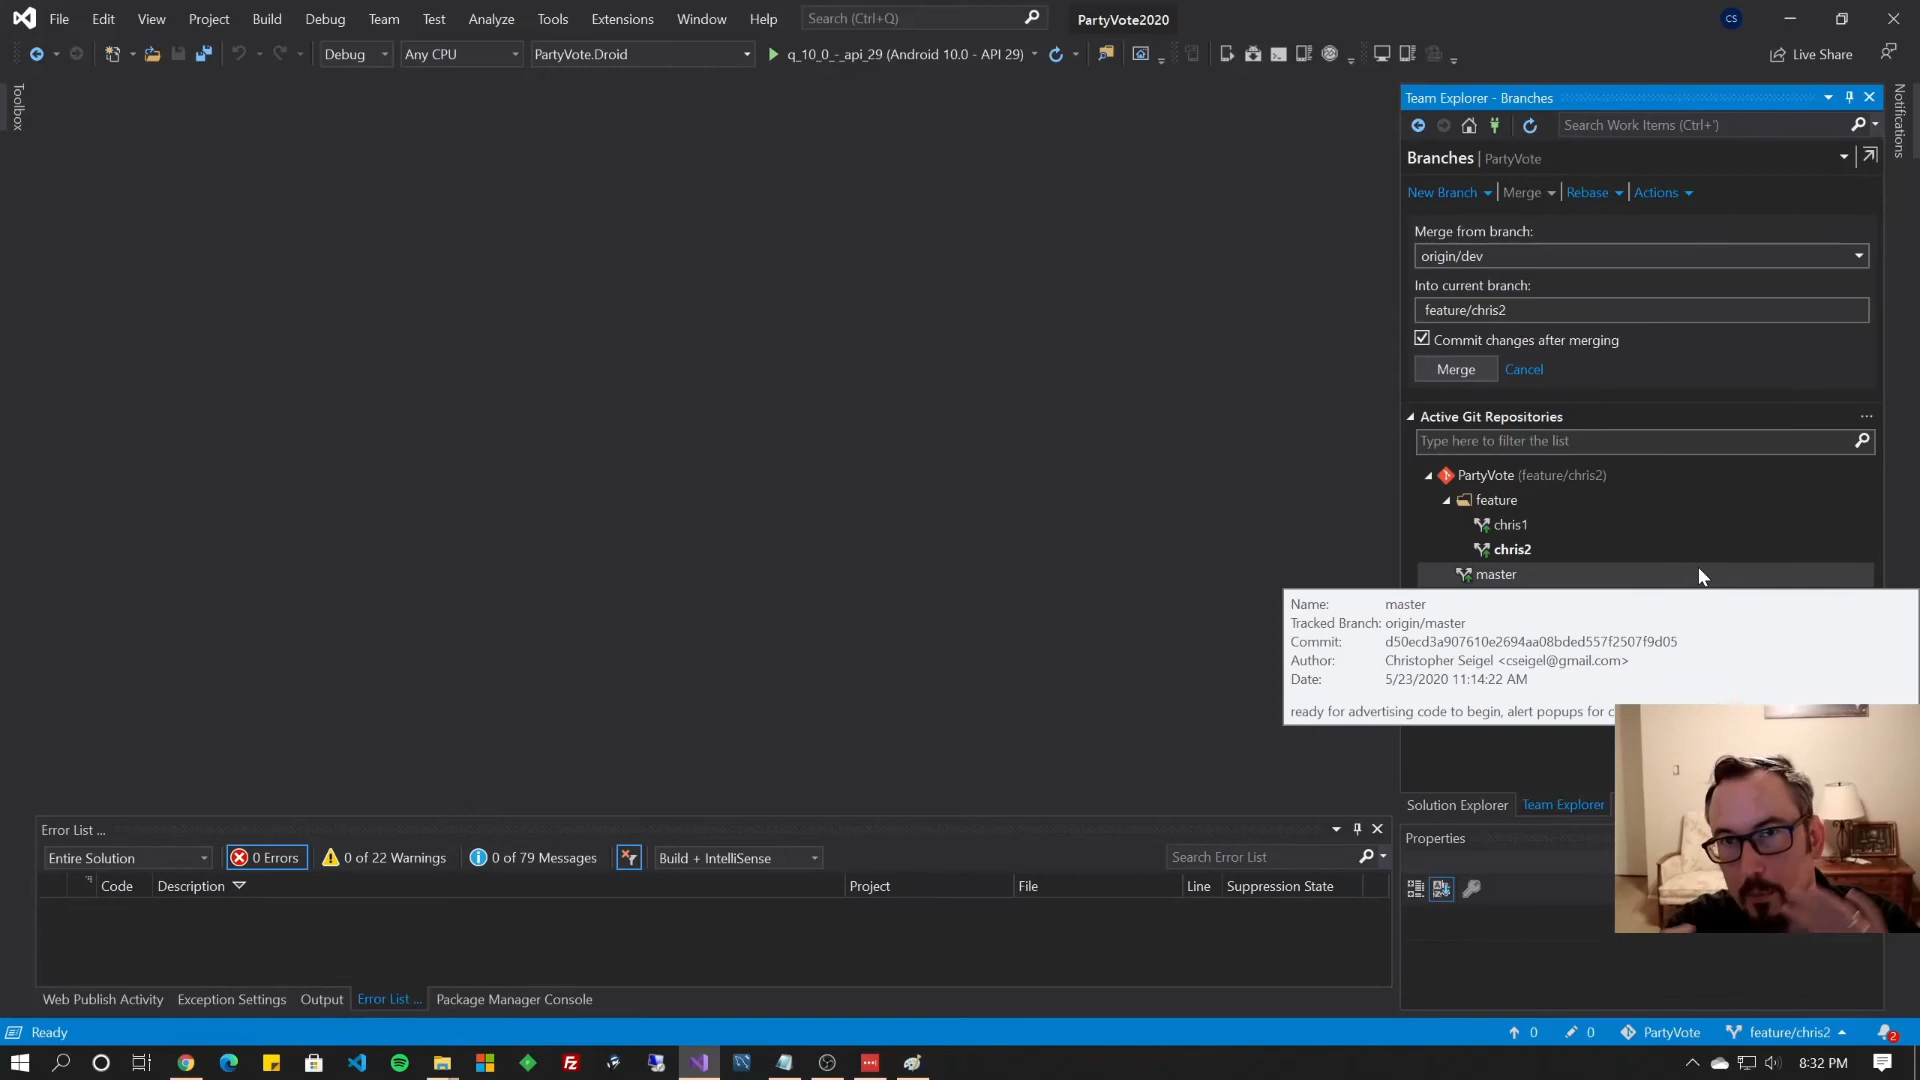 File Edit View Project Build Debug Team Test Analyze Tools Extensions Window Help Search (Ctrl+Q) PartyVote2020 CS
Debug Any CPU PartyVote.Droid q_10_0_-_api_29 (Android 10.0 - API 29) Live Share
Toolbox
Notifications
Team Explorer - Branches
Search Work Items (Ctrl+')
Branches | PartyVote
New Branch Merge Rebase Actions
Merge from branch:
origin/dev
Into current branch:
feature/chris2
Commit changes after merging
Merge Cancel
Active Git Repositories
Type here to filter the list
PartyVote (feature/chris2)
feature
chris1
chris2
master
Name: master
Tracked Branch: origin/master
Commit: d50ecd3a907610e2694aa08bded557f2507f9d05
Author: Christopher Seigel <cseigel@gmail.com>
Date: 5/23/2020 11:14:22 AM
ready for advertising code to begin, alert popups for c
Solution Explorer Team Explorer
Properties
Error List ...
Entire Solution 0 Errors 0 of 22 Warnings 0 of 79 Messages Build + IntelliSense Search Error List
Code Description Project File Line Suppression State
Web Publish Activity Exception Settings Output Error List ... Package Manager Console
Ready 0 0 PartyVote feature/chris2 2
8:32 PM